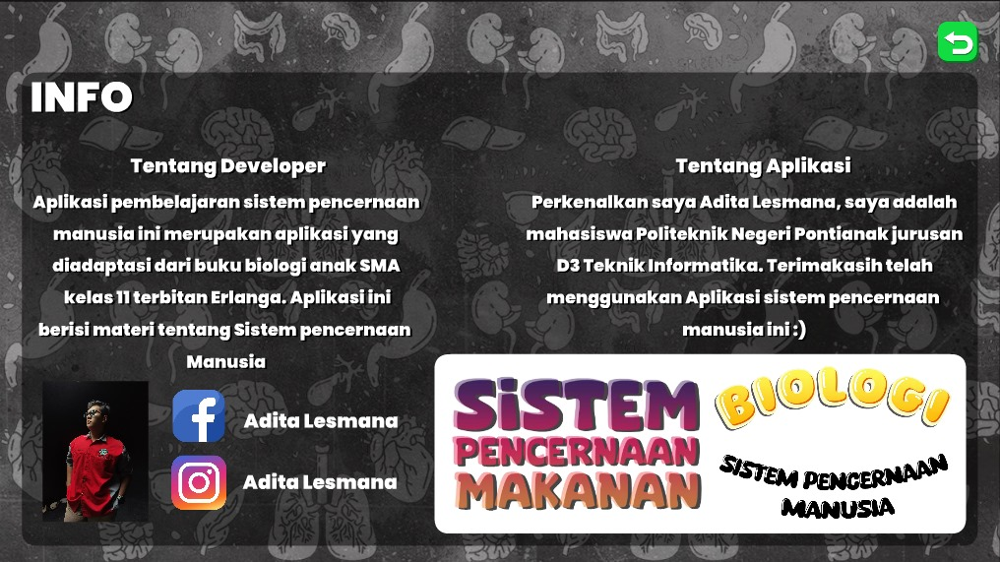 INFO
Tentang Developer
Aplikasi pembelajaran sistem pencernaan
manusia ini merupakan aplikasi yang
diadaptasi dari buku biologi anak SMA
kelas 11 terbitan Erlanga. Aplikasi ini
berisi materi tentang Sistem pencernaan
Manusia
Adita Lesmana
Adita Lesmana
Tentang Aplikasi
Perkenalkan saya Adita Lesmana, saya adalah
mahasiswa Politeknik Negeri Pontianak jurusan
D3 Teknik Informatika. Terimakasih telah
menggunakan Aplikasi sistem pencernaan
manusia ini :)
SiSTEM
PENCERNAAN
MAKANAN
BIOLOGI
SISTEM PENCERNAAN
MANUSIA